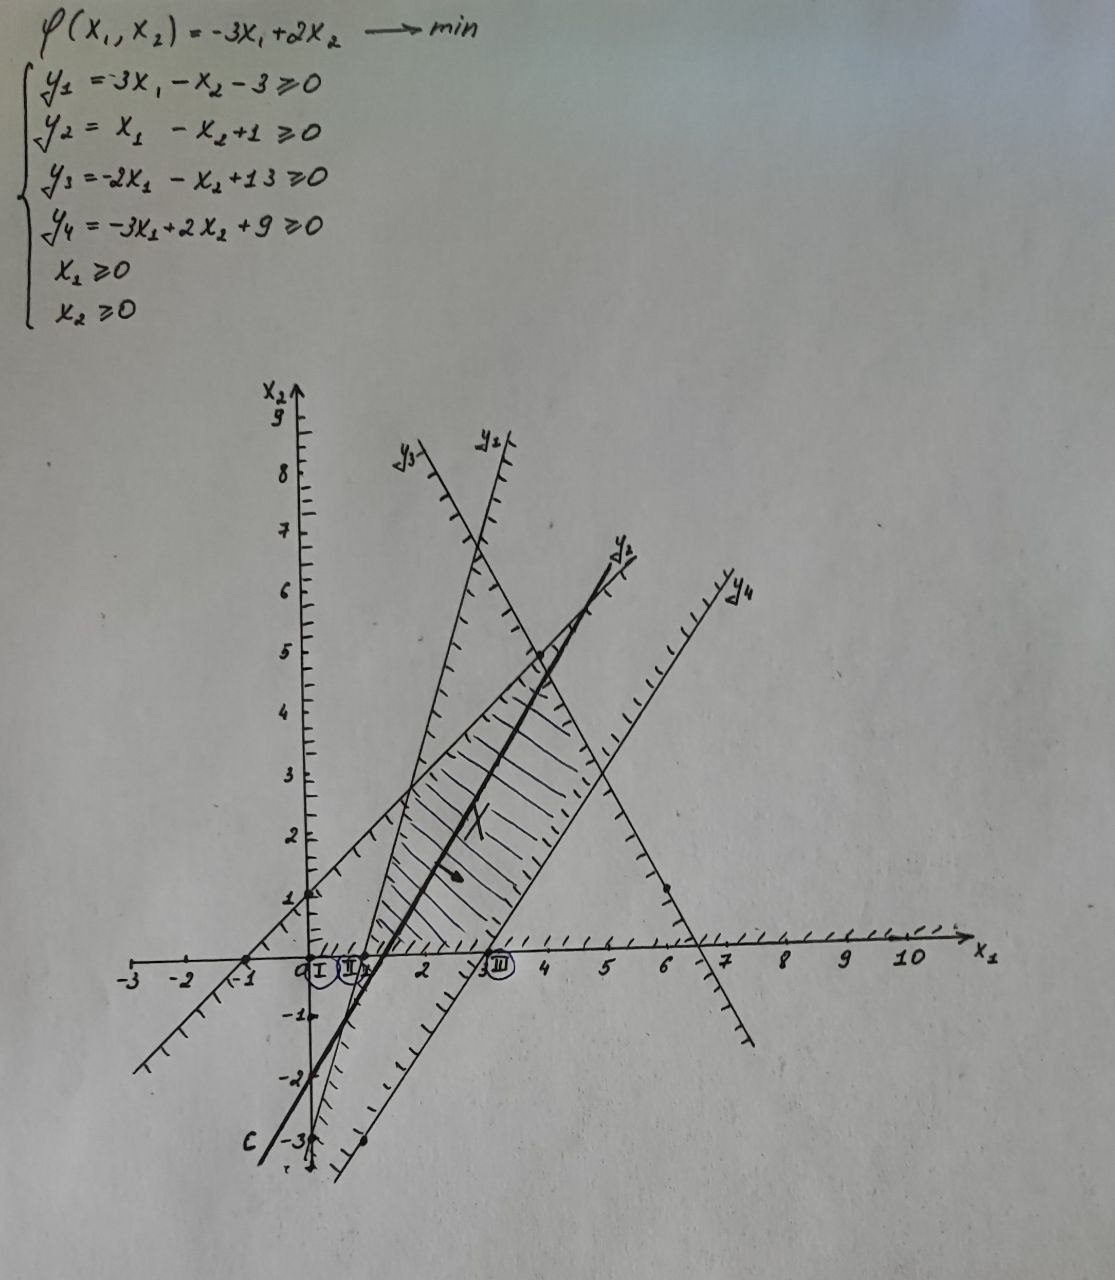 φ(x₁, x₂) = -3x₁ + 2x₂ ⟶ min
y₁ = 3x₁ - x₂ - 3 ⩾ 0
y₂ = x₁ - x₂ + 1 ⩾ 0
y₃ = -2x₁ - x₂ + 13 ⩾ 0
y₄ = -3x₁ + 2x₂ + 9 ⩾ 0
x₁ ⩾ 0
x₂ ⩾ 0
x₂
9
y₃ y₁
8
7
y₂
6
y₄
5
4
3
2
1
-3 -2 -1 0 I II 1 2 3 III 4 5 6 7 8 9 10 x₁
-1
-2
C -3